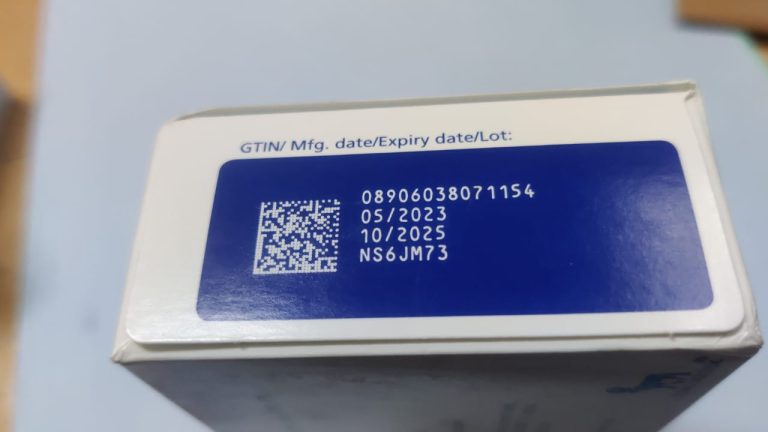 GTIN/ Mfg. date/Expiry date/Lot:
08906038071154
05/2023
10/2025
NS6JM73